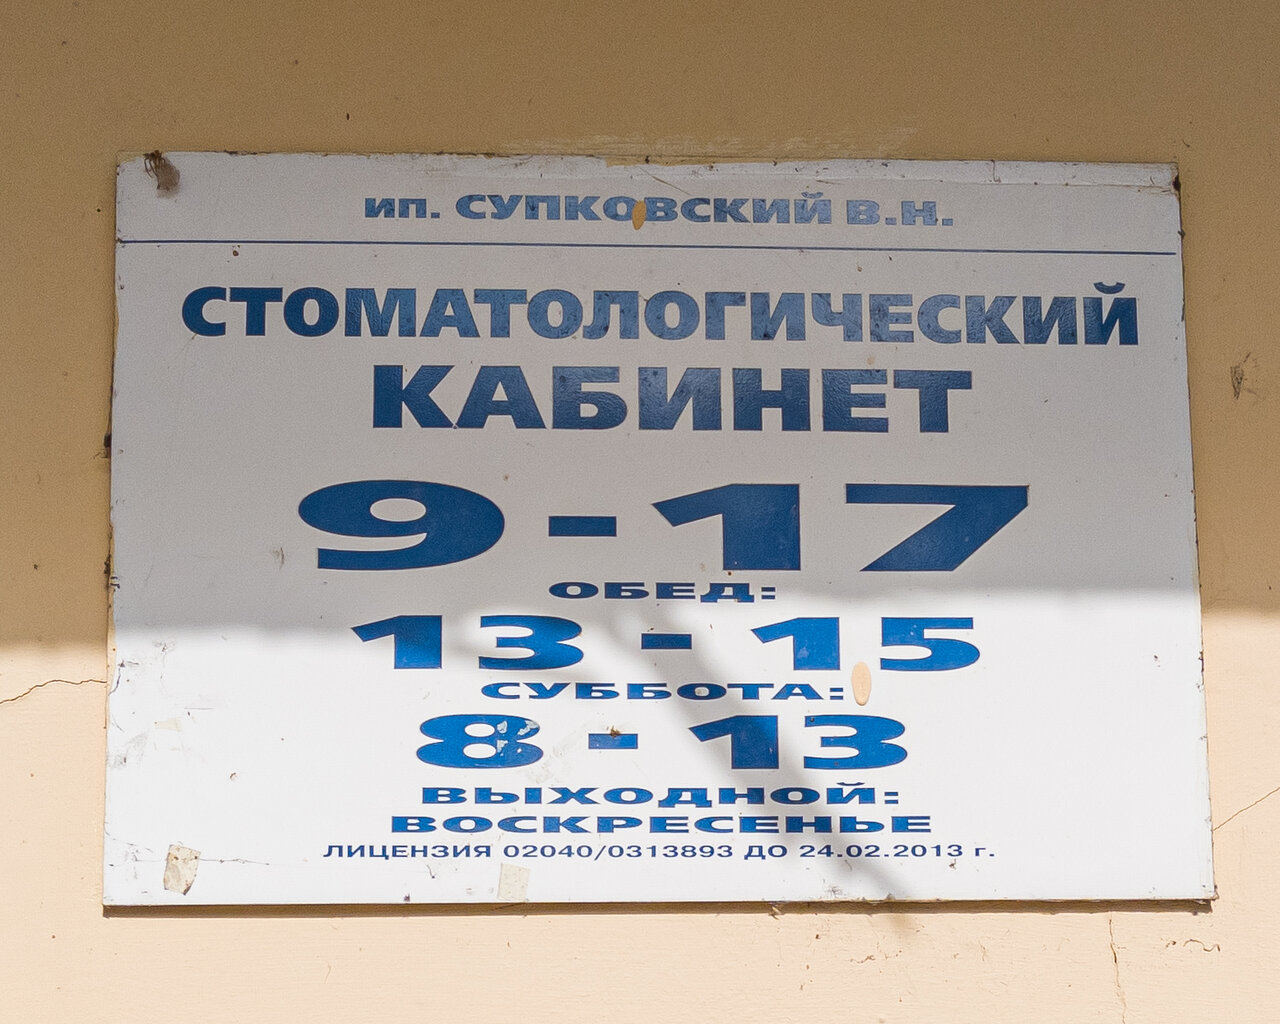 ип. СУПКОВСКИЙ В.Н.
СТОМАТОЛОГИЧЕСКИЙ
КАБИНЕТ
9-17
ОБЕД:
13-15
СУББОТА:
8-13
ВЫХОДНОЙ:
ВОСКРЕСЕНЬЕ
ЛИЦЕНЗИЯ 02040/0313893 ДО 24.02.2013 г.